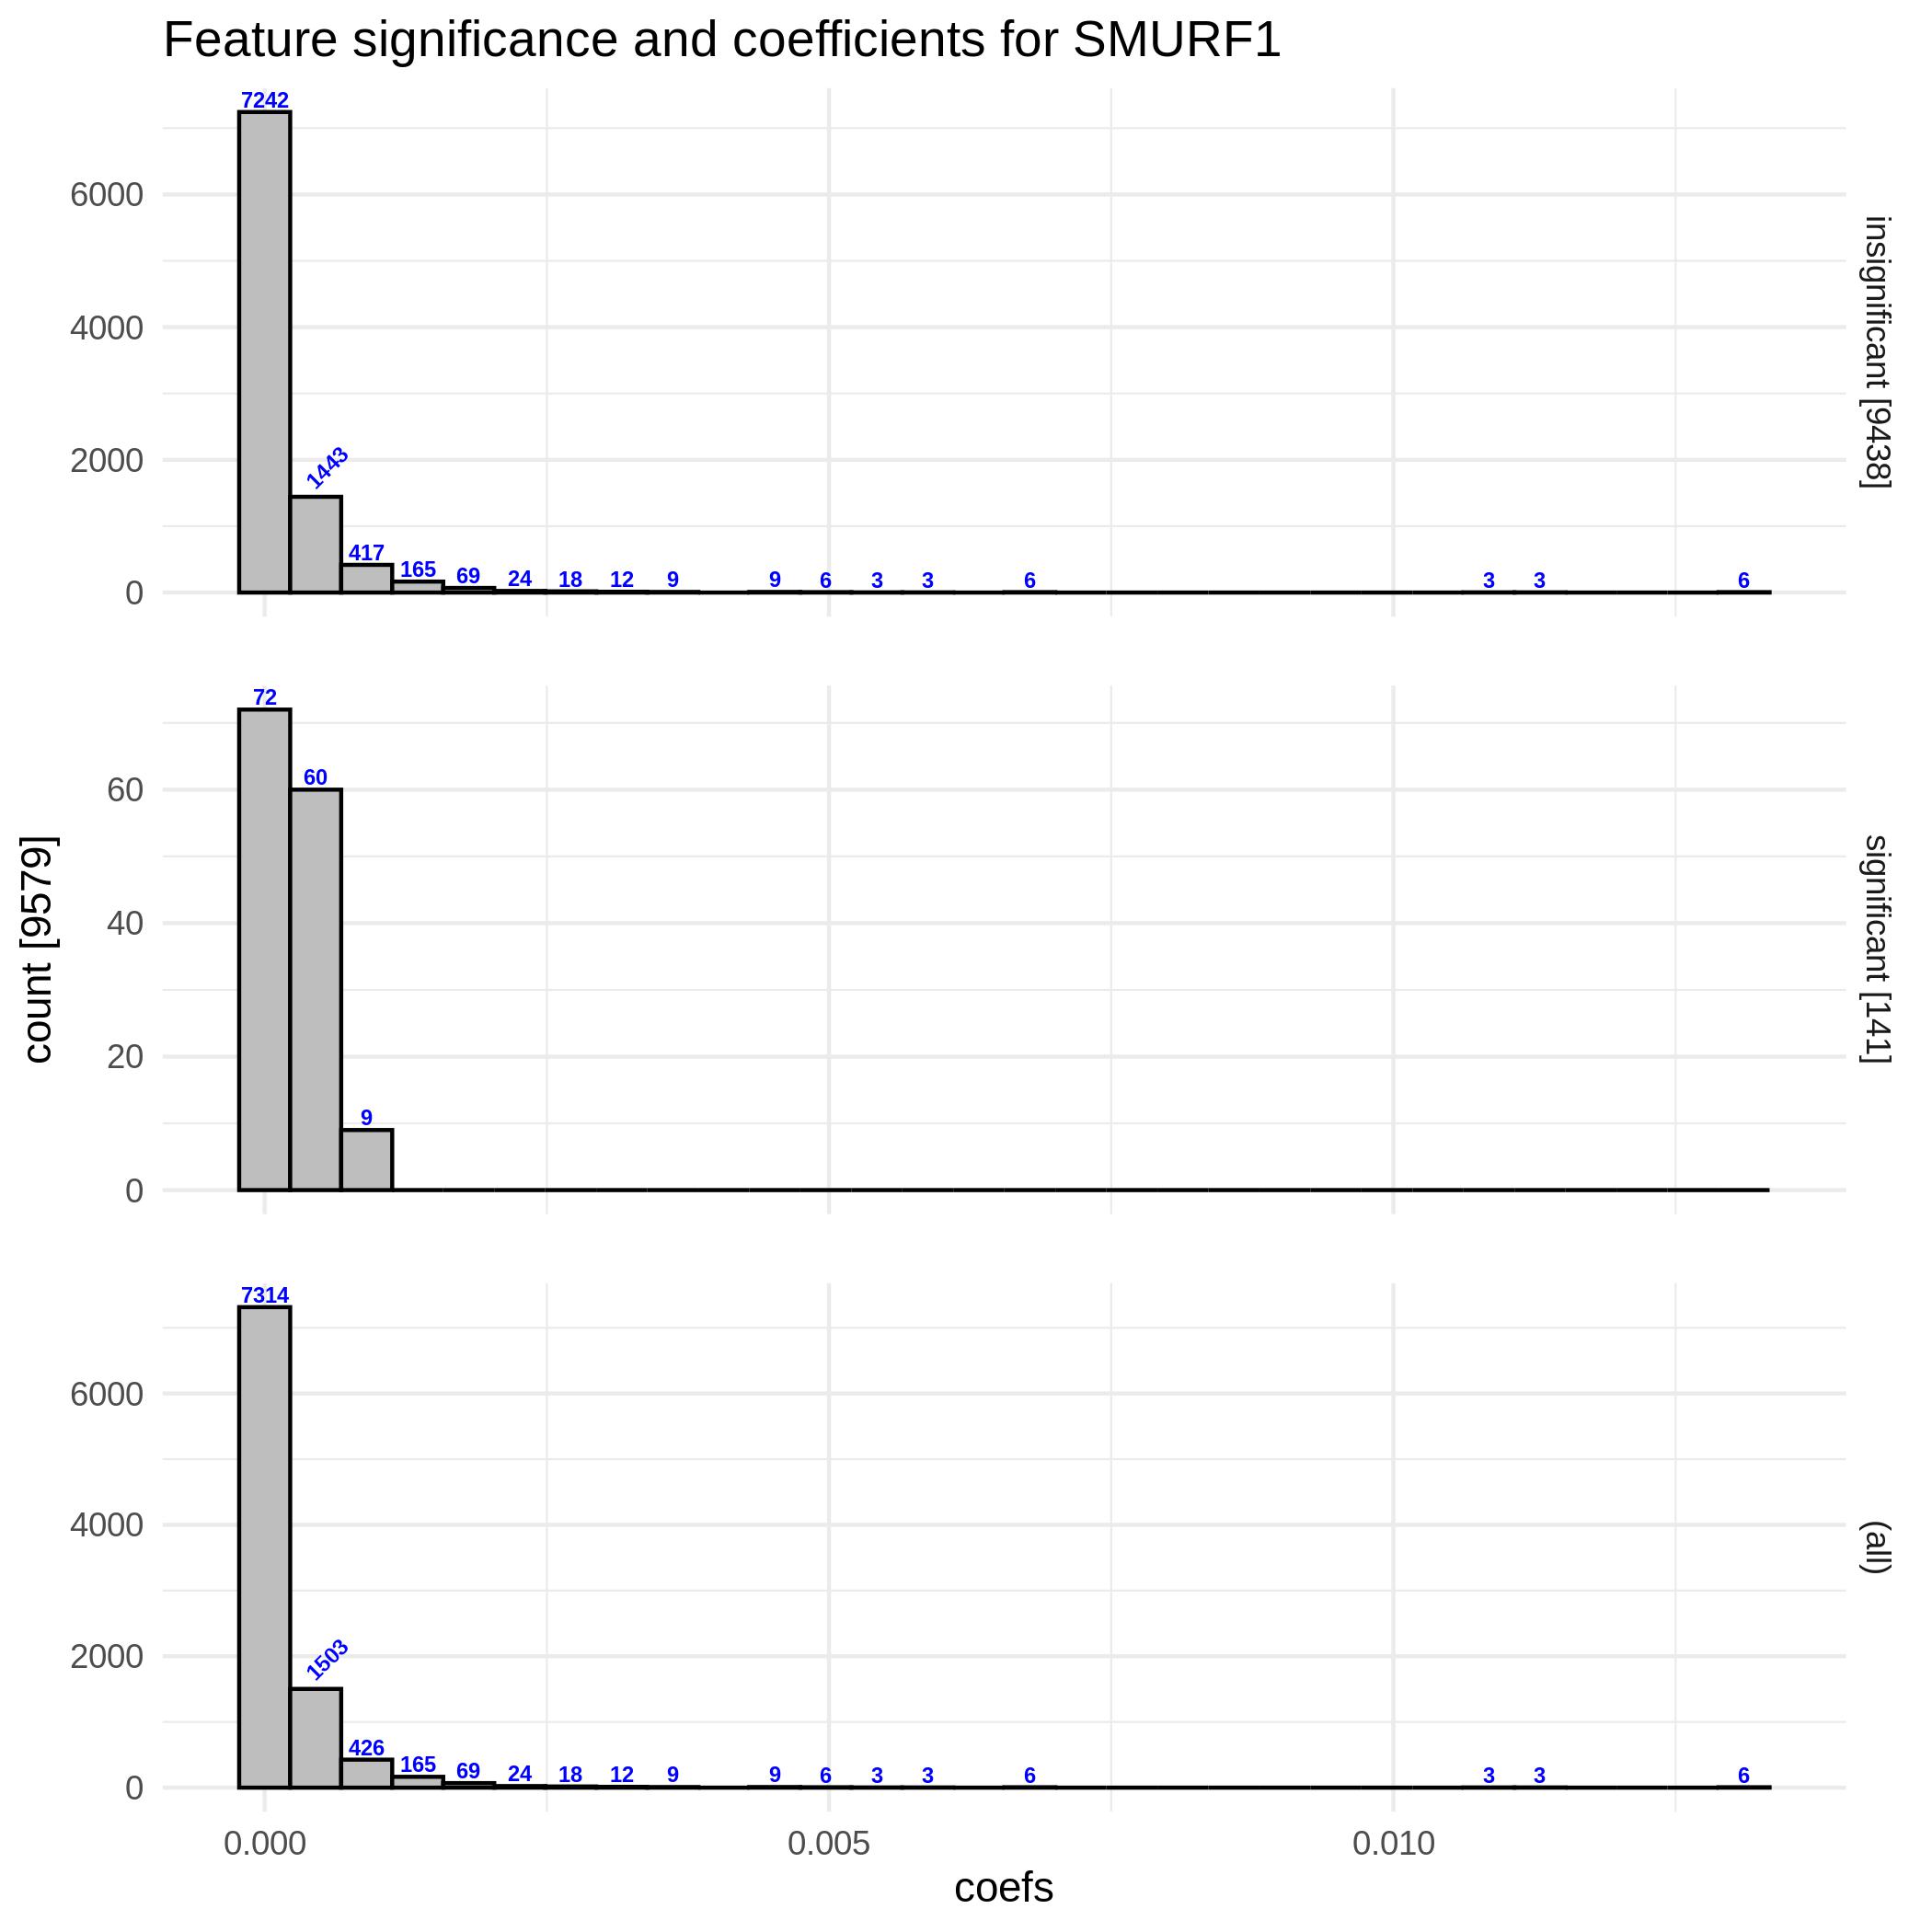 Feature significance and coefficients for SMURF1
7242
6000
4000
2000
0
1443
417 165 69 24 18 12 9 9 6 3 3 6 3 3 6
insignificant [9438]
count [9579]
72
60
9
60
40
20
0
significant [141]
7314
6000
4000
2000
0
1503
426 165 69 24 18 12 9 9 6 3 3 6 3 3 6
(all)
0.000 0.005 0.010
coefs